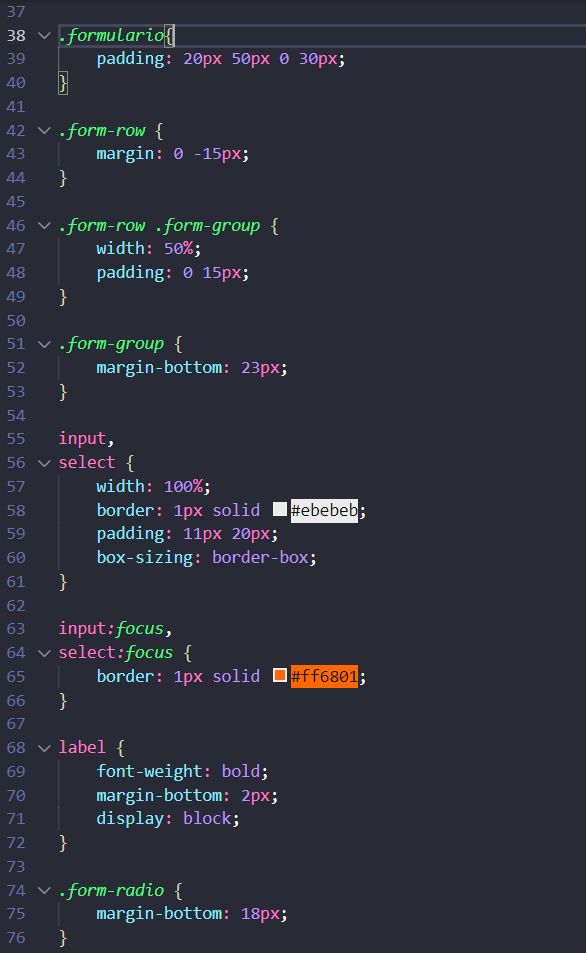 37
38 .formulario{
39     padding: 20px 50px 0 30px;
40 }
41
42 .form-row {
43     margin: 0 -15px;
44 }
45
46 .form-row .form-group {
47     width: 50%;
48     padding: 0 15px;
49 }
50
51 .form-group {
52     margin-bottom: 23px;
53 }
54
55 input,
56 select {
57     width: 100%;
58     border: 1px solid #ebebeb;
59     padding: 11px 20px;
60     box-sizing: border-box;
61 }
62
63 input:focus,
64 select:focus {
65     border: 1px solid #ff6801;
66 }
67
68 label {
69     font-weight: bold;
70     margin-bottom: 2px;
71     display: block;
72 }
73
74 .form-radio {
75     margin-bottom: 18px;
76 }